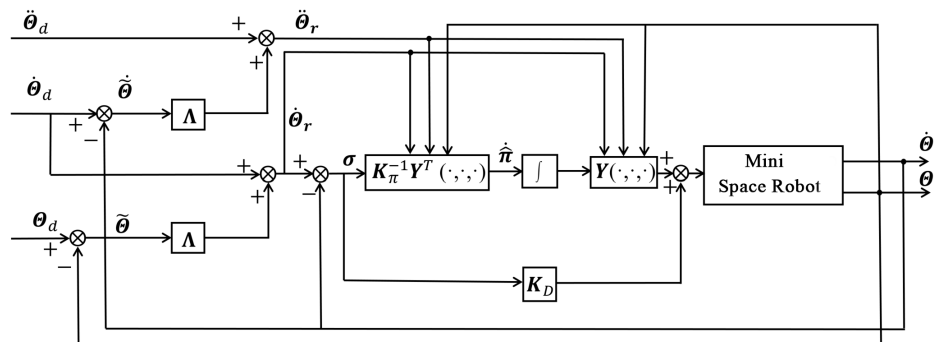 Θ̈_d + Θ̈_r
+
Θ̇_d Θ̃̇ Λ
+ −
Θ̇_r
Θ̇
+ + σ K_π^{-1}Y^T (·,·,·) π̂̇ ∫ Y(·,·,·) + Mini
Space Robot
Θ
+ − +
Θ_d Θ̃ Λ
+ −
K_D